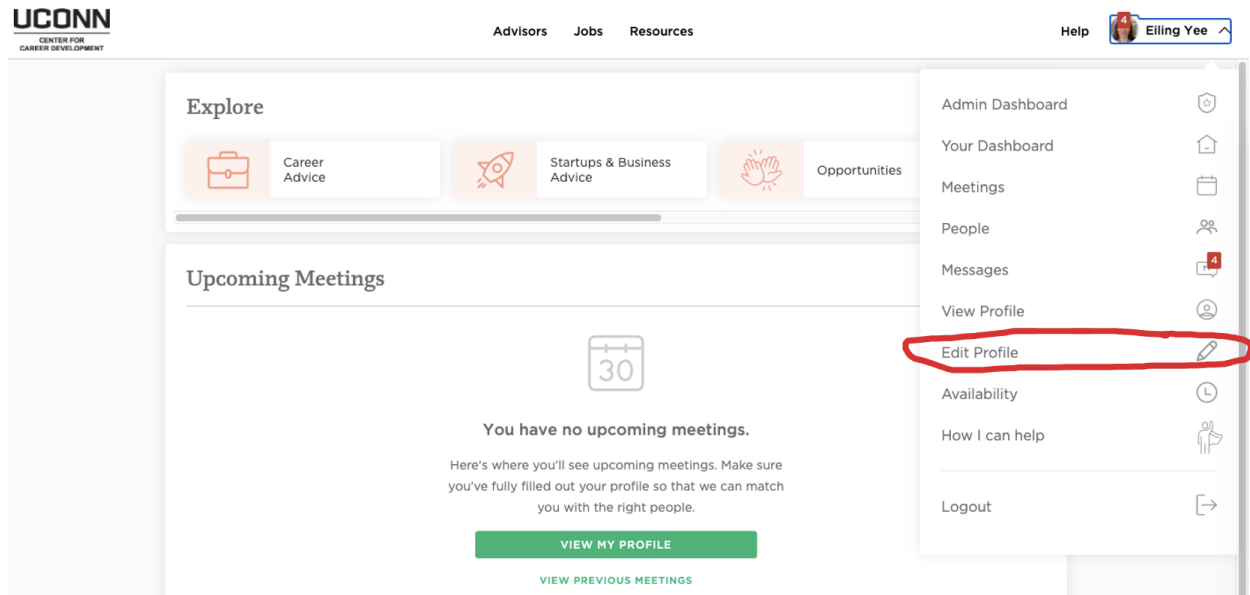 UCONN
CENTER FOR
CAREER DEVELOPMENT
Advisors Jobs Resources
Help
4
Eiling Yee
Explore
Career
Advice
Startups & Business
Advice
Opportunities
Upcoming Meetings
30
You have no upcoming meetings.
Here's where you'll see upcoming meetings. Make sure
you've fully filled out your profile so that we can match
you with the right people.
VIEW MY PROFILE
VIEW PREVIOUS MEETINGS
Admin Dashboard
Your Dashboard
Meetings
People
Messages
4
View Profile
Edit Profile
Availability
How I can help
Logout